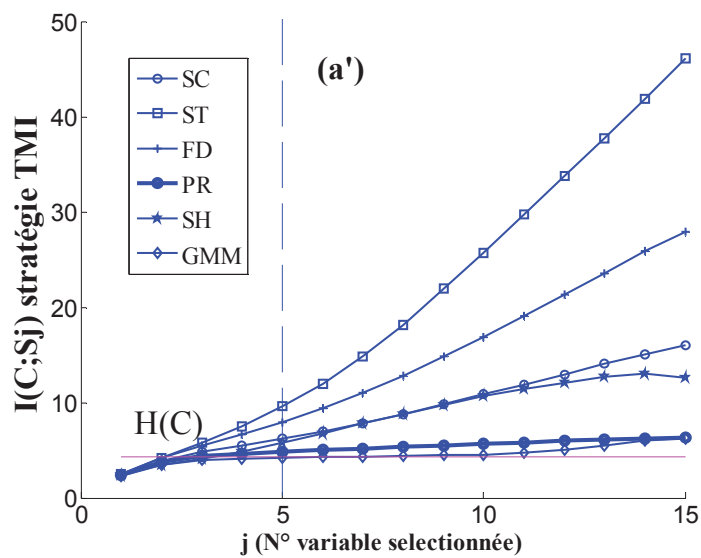 50
(a')
SC
ST
FD
PR
SH
GMM
40
30
20
10
0
I(C;Sj) stratégie TMI
H(C)
0
5
10
15
j (N° variable selectionnée)